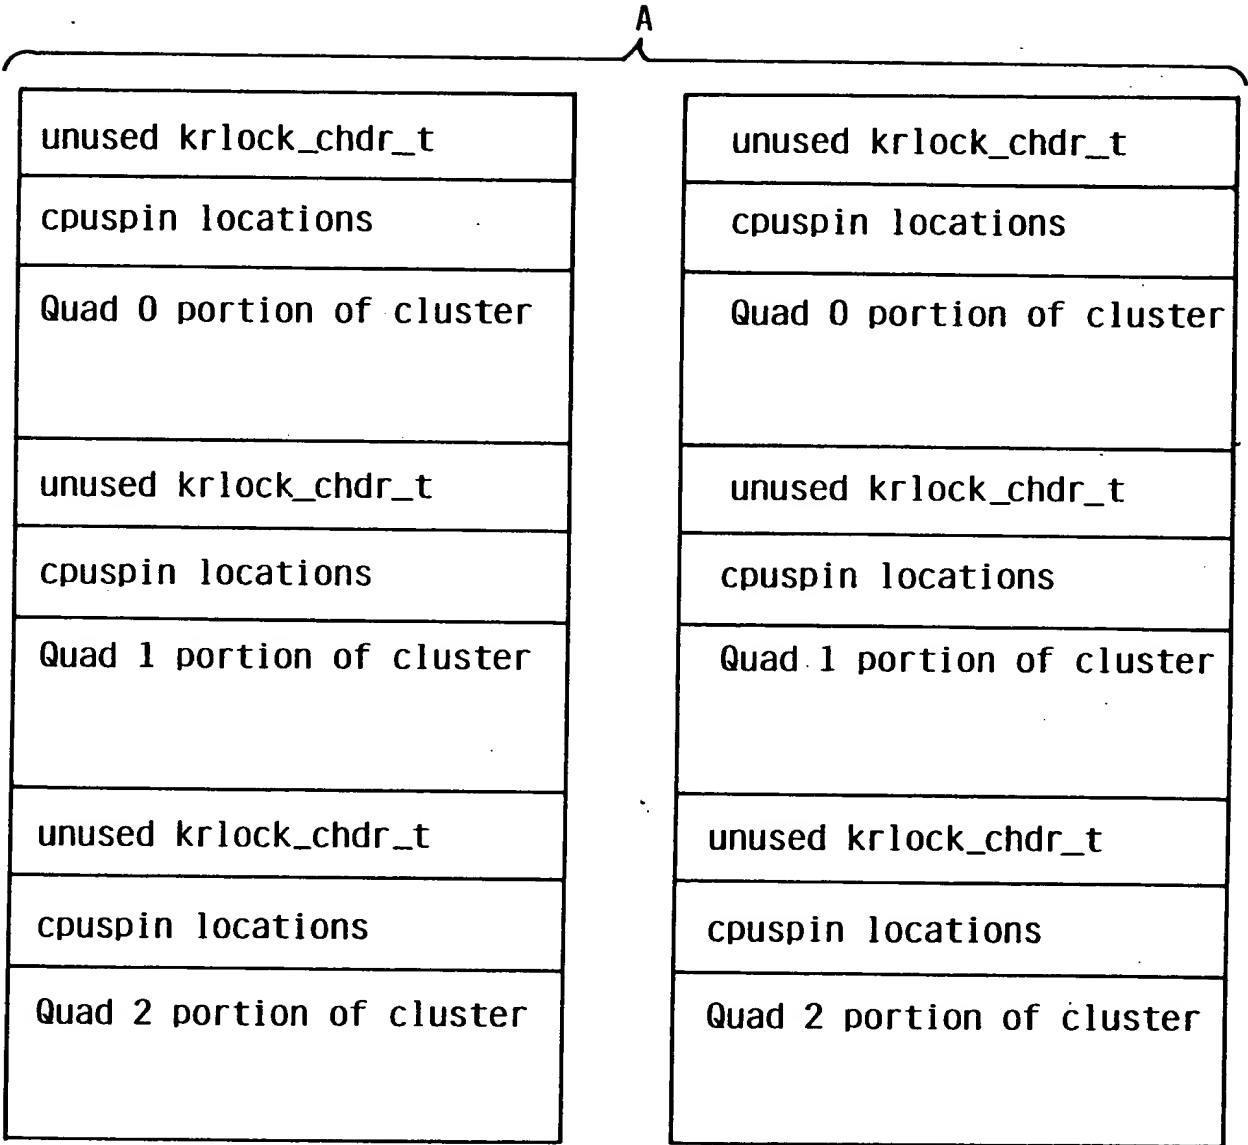 A
unused krlock_chdr_t
cpuspin locations
Quad 0 portion of cluster
unused krlock_chdr_t
cpuspin locations
Quad 1 portion of cluster
unused krlock_chdr_t
cpuspin locations
Quad 2 portion of cluster
unused krlock_chdr_t
cpuspin locations
Quad 0 portion of cluster
unused krlock_chdr_t
cpuspin locations
Quad 1 portion of cluster
unused krlock_chdr_t
cpuspin locations
Quad 2 portion of cluster